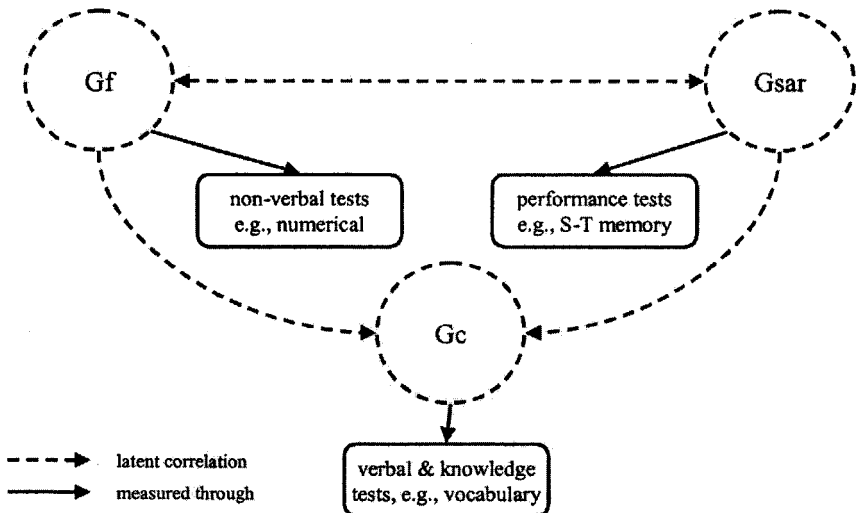 Gf
Gsar
non-verbal tests
e.g., numerical
performance tests
e.g., S-T memory
Gc
latent correlation
measured through
verbal & knowledge
tests, e.g., vocabulary